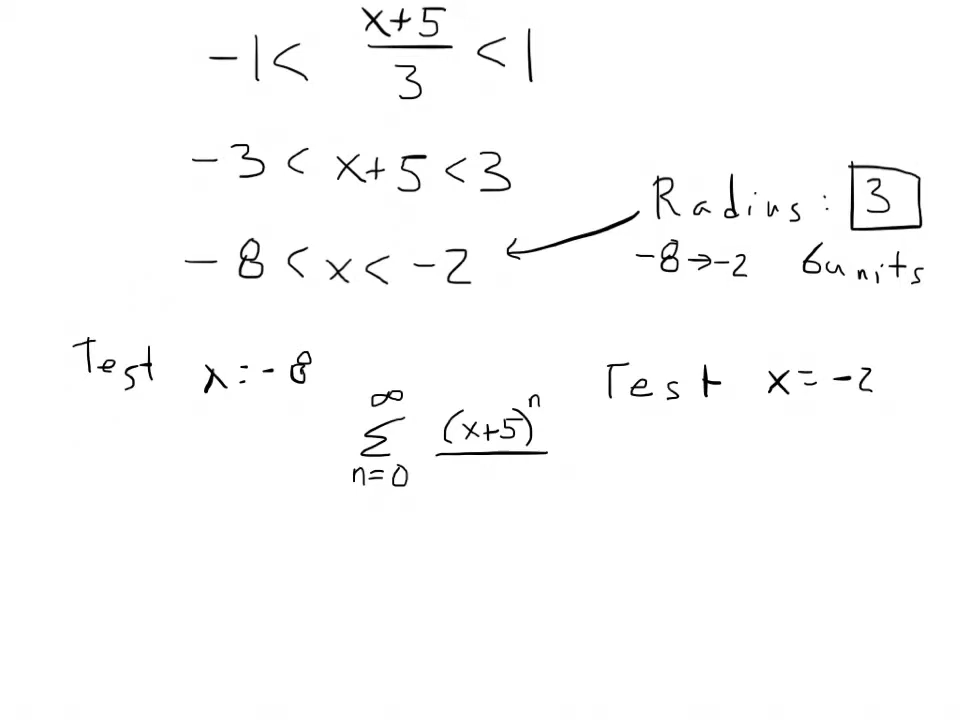 -1 < (x+5)/3 < 1
-3 < x+5 < 3
Radius: 3
-8 < x < -2
-8 → -2 6 units
Test x = -8
Test x = -2
∞
∑ (x+5)^n
n=0